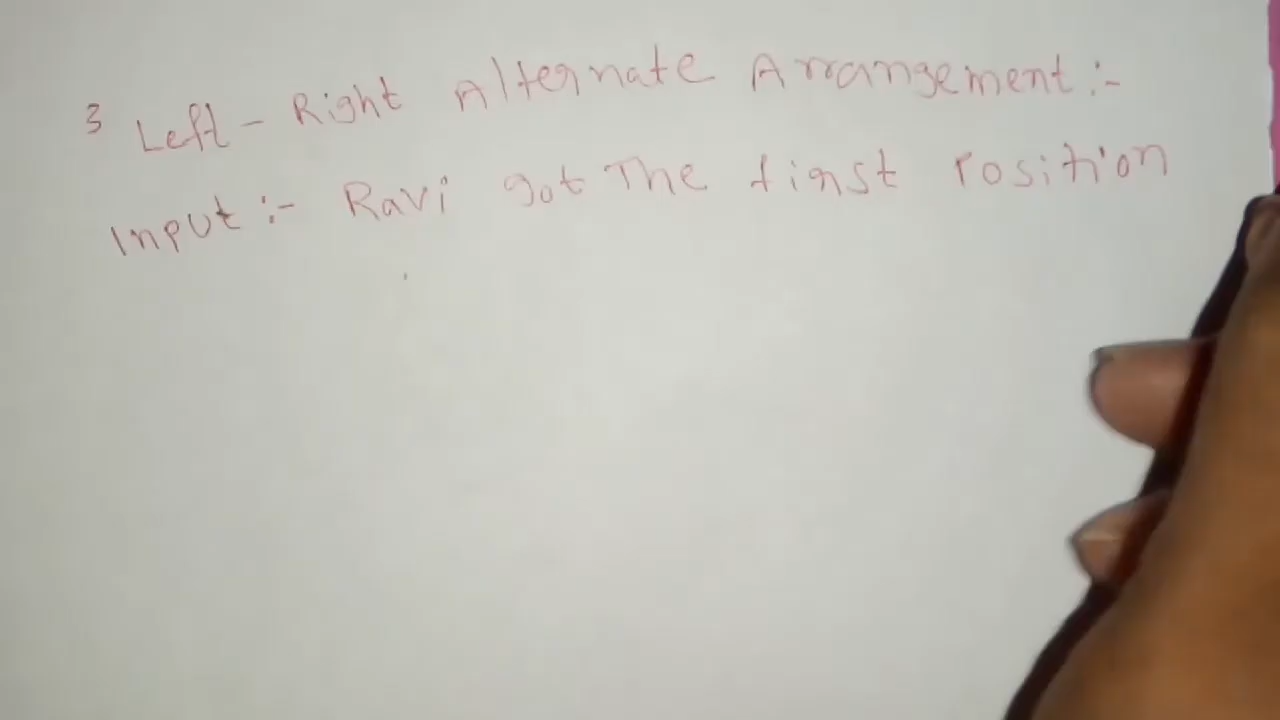 3 Left - Right Alternate Arrangement :-
Input :- Ravi got The first Position